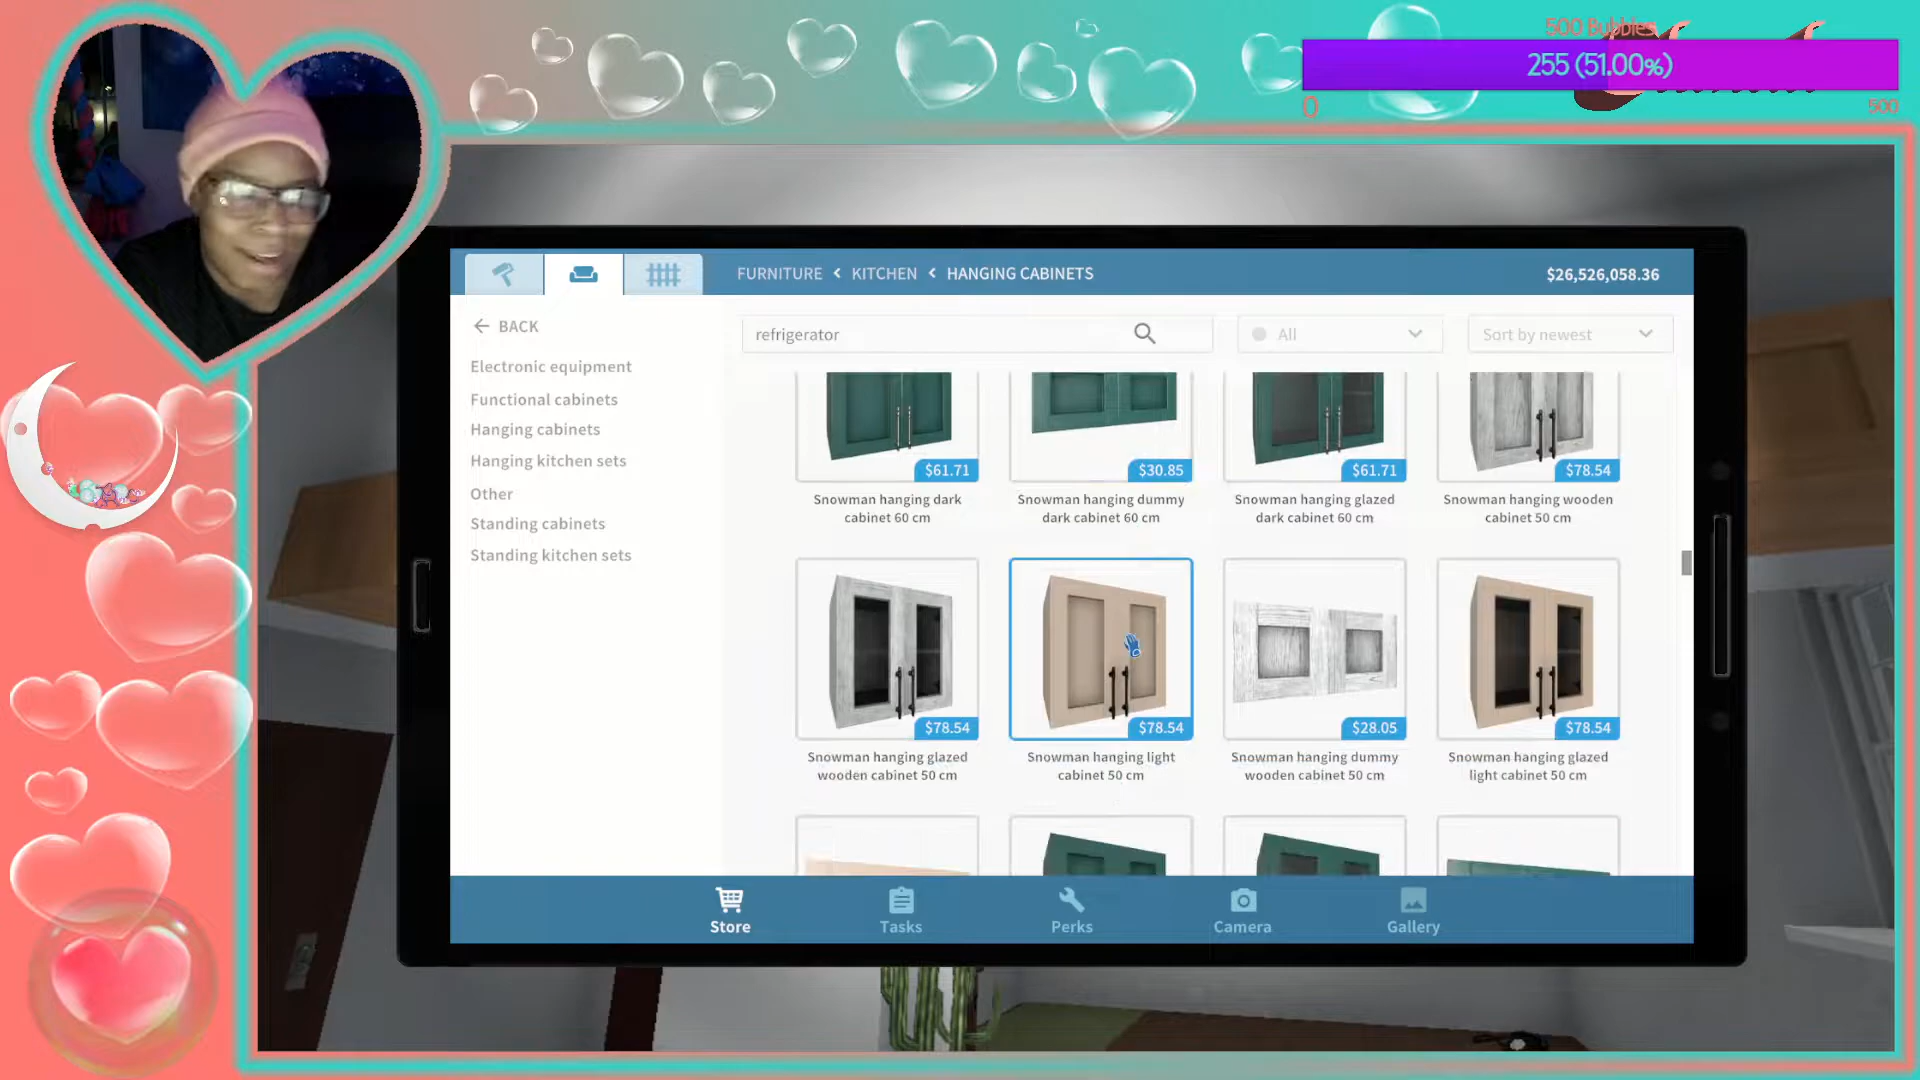 500 Bubbles
255 (51.00%)
0
500
FURNITURE < KITCHEN < HANGING CABINETS
$26,526,058.36
BACK
refrigerator
All
Sort by newest
Electronic equipment
Functional cabinets
Hanging cabinets
Hanging kitchen sets
Other
Standing cabinets
Standing kitchen sets
$61.71
$30.85
$61.71
$78.54
Snowman hanging dark
cabinet 60 cm
Snowman hanging dummy
dark cabinet 60 cm
Snowman hanging glazed
dark cabinet 60 cm
Snowman hanging wooden
cabinet 50 cm
$78.54
$78.54
$28.05
$78.54
Snowman hanging glazed
wooden cabinet 50 cm
Snowman hanging light
cabinet 50 cm
Snowman hanging dummy
wooden cabinet 50 cm
Snowman hanging glazed
light cabinet 50 cm
Store
Tasks
Perks
Camera
Gallery